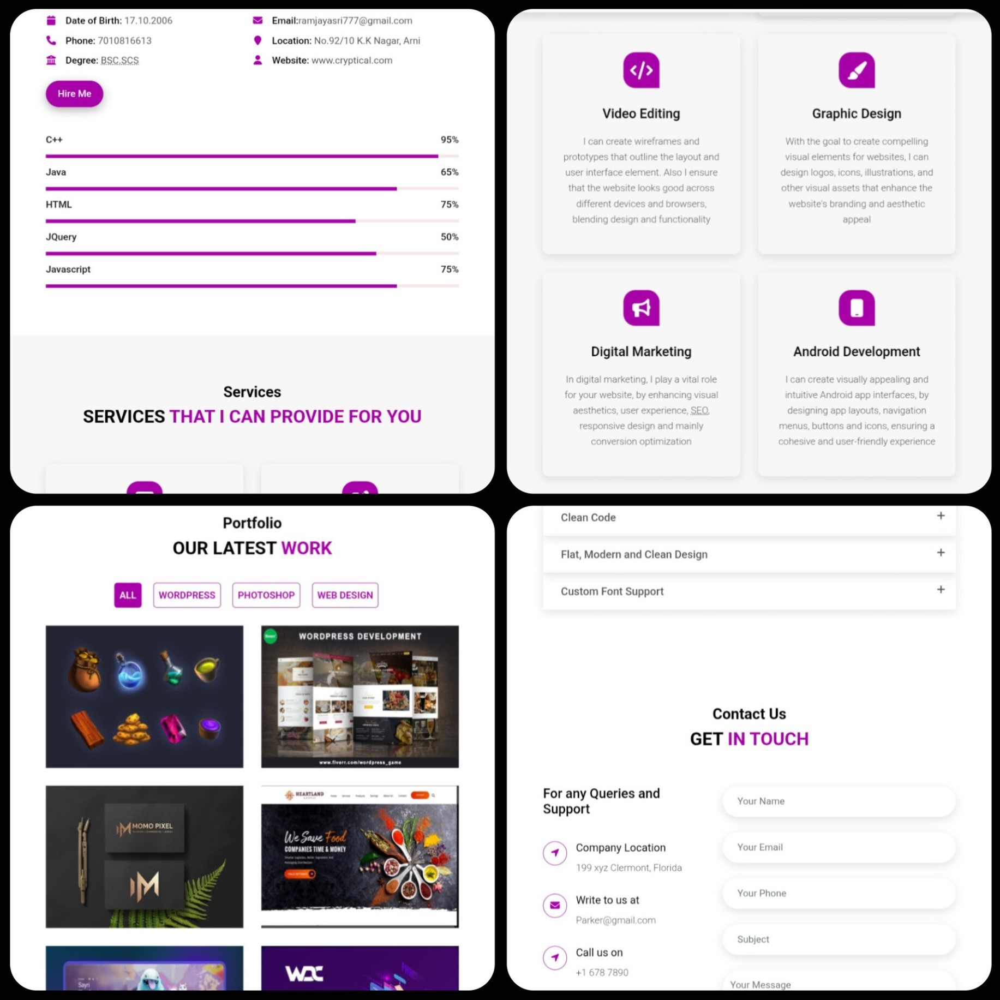 Date of Birth: 17.10.2006
Email:ramjayasri777@gmail.com
Phone: 7010816613
Location: No.92/10 K.K Nagar, Arni
Degree: BSC.SCS
Website: www.cryptical.com
Hire Me
C++ 95%
Java 65%
HTML 75%
JQuery 50%
Javascript 75%
Services
SERVICES THAT I CAN PROVIDE FOR YOU
Video Editing
I can create wireframes and
prototypes that outline the layout and
user interface element. Also I ensure
that the website looks good across
different devices and browsers,
blending design and functionality
Graphic Design
With the goal to create compelling
visual elements for websites, I can
design logos, icons, illustrations, and
other visual assets that enhance the
website's branding and aesthetic
appeal
Digital Marketing
In digital marketing, I play a vital role
for your website, by enhancing visual
aesthetics, user experience, SEO,
responsive design and mainly
conversion optimization
Android Development
I can create visually appealing and
intuitive Android app interfaces, by
designing app layouts, navigation
menus, buttons and icons, ensuring a
cohesive and user-friendly experience
Portfolio
OUR LATEST WORK
ALL
WORDPRESS
PHOTOSHOP
WEB DESIGN
fiverr
WORDPRESS DEVELOPMENT
www.fiverr.com/wordpress_game
MOMO PIXEL
M
HEARTLAND
Home Services Products Savings About Us Contact
We Save Food
COMPANIES TIME & MONEY
Sayri
WDC
Clean Code
Flat, Modern and Clean Design
Custom Font Support
Contact Us
GET IN TOUCH
For any Queries and
Support
Company Location
199 xyz Clermont, Florida
Write to us at
Parker@gmail.com
Call us on
+1 678 7890
Your Name
Your Email
Your Phone
Subject
Your Message